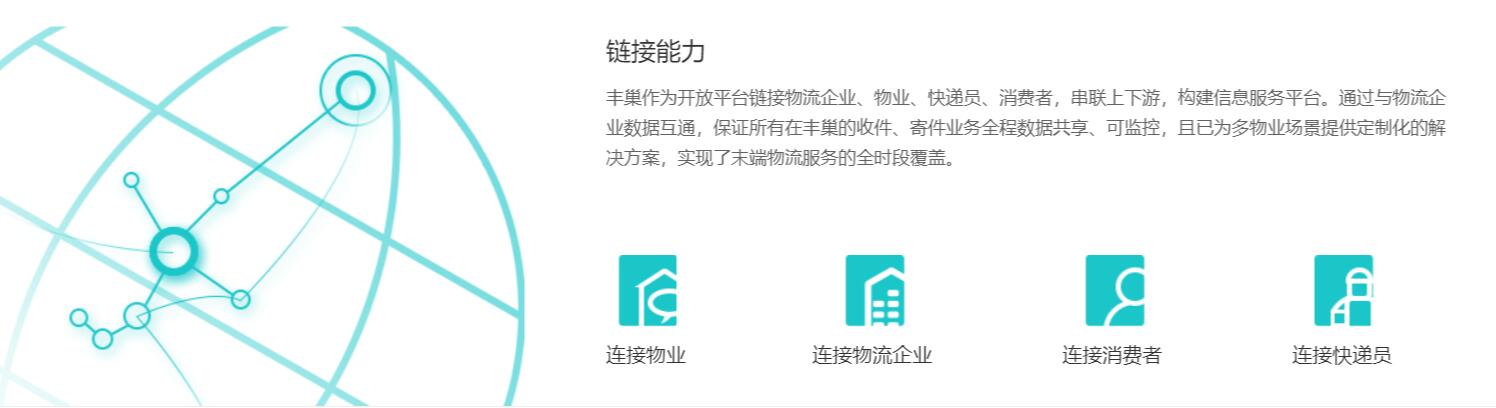 链接能力
丰巢作为开放平台链接物流企业、物业、快递员、消费者，串联上下游，构建信息服务平台。通过与物流企
业数据互通，保证所有在丰巢的收件、寄件业务全程数据共享、可监控，且已为多物业场景提供定制化的解
决方案，实现了末端物流服务的全时段覆盖。
连接物业
连接物流企业
连接消费者
连接快递员